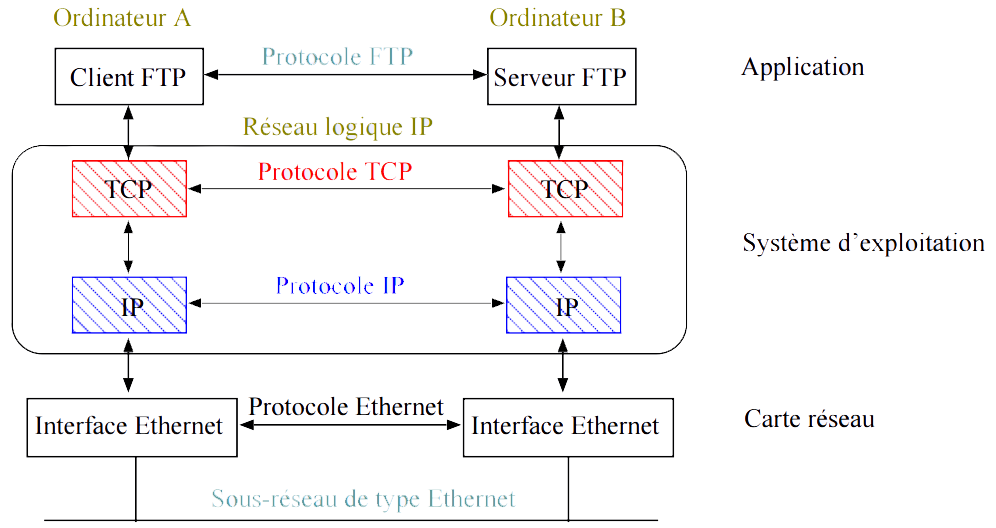 Ordinateur A
Ordinateur B
Protocole FTP
Client FTP
Serveur FTP
Application
Réseau logique IP
Protocole TCP
TCP
TCP
Système d’exploitation
Protocole IP
IP
IP
Protocole Ethernet
Interface Ethernet
Interface Ethernet
Carte réseau
Sous-réseau de type Ethernet